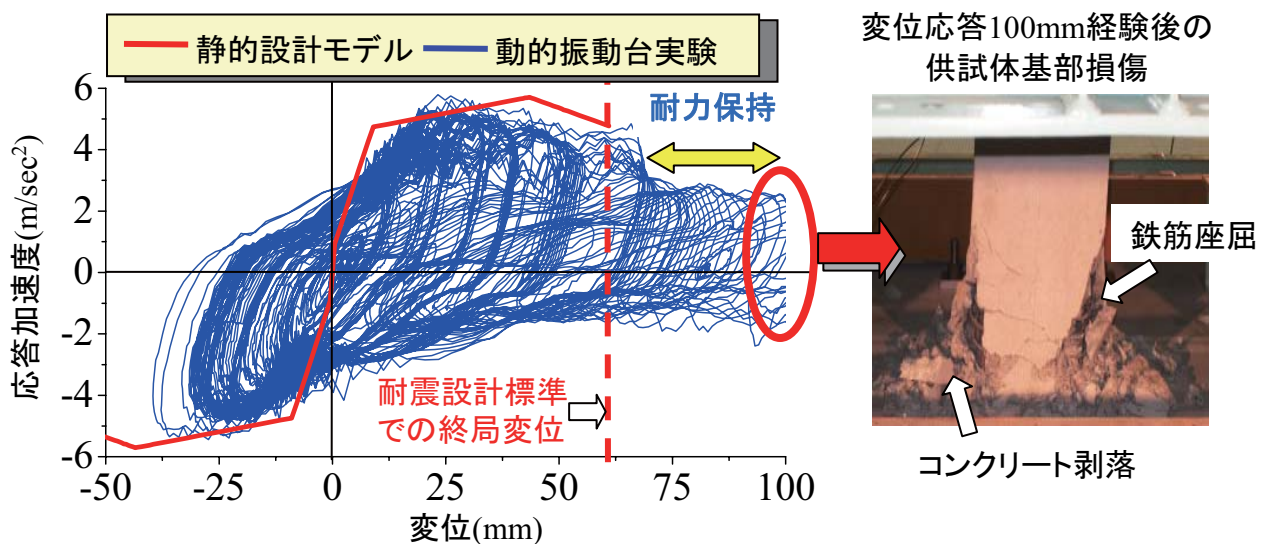 静的設計モデル 動的振動台実験
変位応答100mm経験後の
供試体基部損傷
耐力保持
鉄筋座屈
コンクリート剥落
耐震設計標準
での終局変位
応答加速度(m/sec²)
6
4
2
0
-2
-4
-6
-50 -25 0 25 50 75 100
変位(mm)